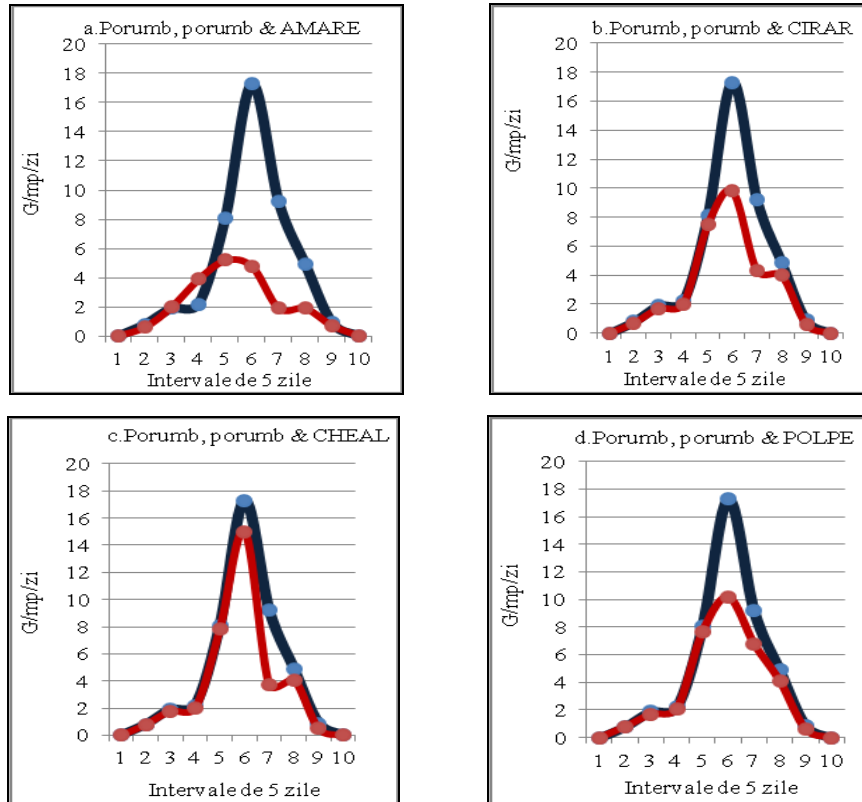 a.Porumb, porumb & AMARE
G/mp/zi
20
18
16
14
12
10
8
6
4
2
0
1 2 3 4 5 6 7 8 9 10
Intervale de 5 zile
b.Porumb, porumb & CIRAR
G/mp/zi
20
18
16
14
12
10
8
6
4
2
0
1 2 3 4 5 6 7 8 9 10
Intervale de 5 zile
c.Porumb, porumb & CHEAL
G/mp/zi
20
18
16
14
12
10
8
6
4
2
0
1 2 3 4 5 6 7 8 9 10
Intervale de 5 zile
d.Porumb, porumb & POLPE
G/mp/zi
20
18
16
14
12
10
8
6
4
2
0
1 2 3 4 5 6 7 8 9 10
Intervale de 5 zile